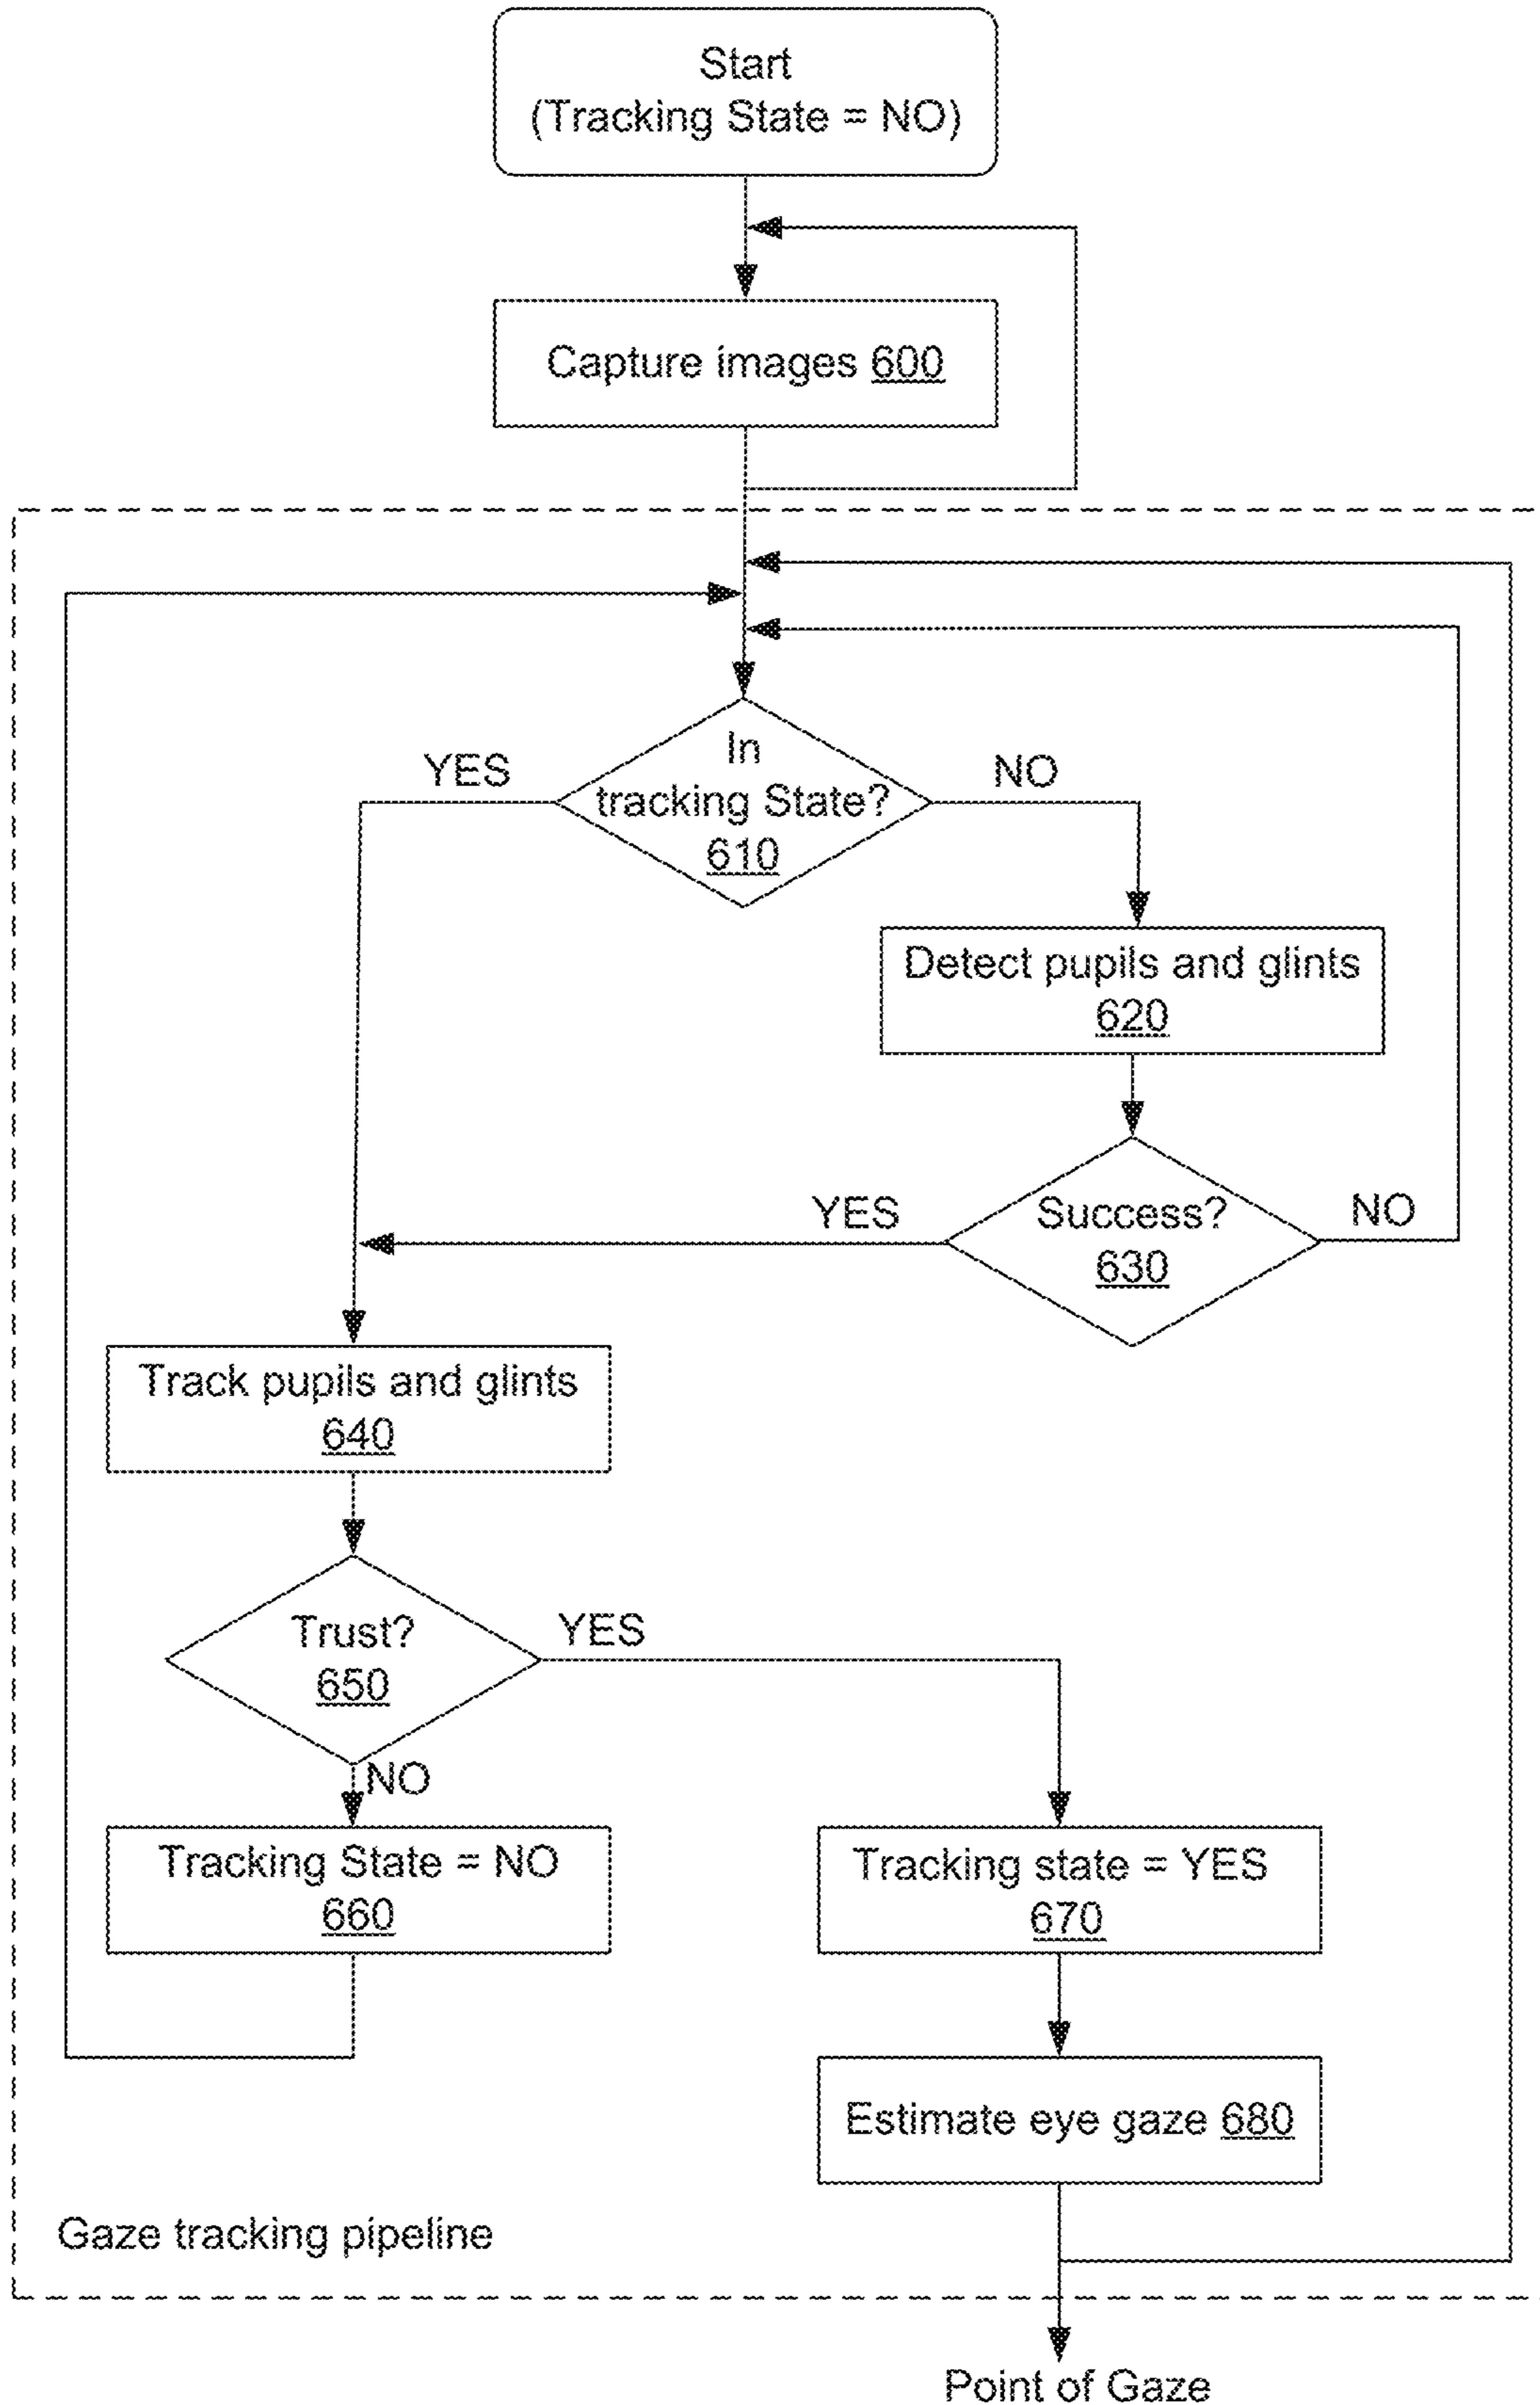 Start
(Tracking State = NO)
Capture images 600
In
tracking State?
610
YES
NO
Detect pupils and glints
620
Success?
630
YES
NO
Track pupils and glints
640
Trust?
650
YES
NO
Tracking State = NO
660
Tracking state = YES
670
Estimate eye gaze 680
Gaze tracking pipeline
Point of Gaze